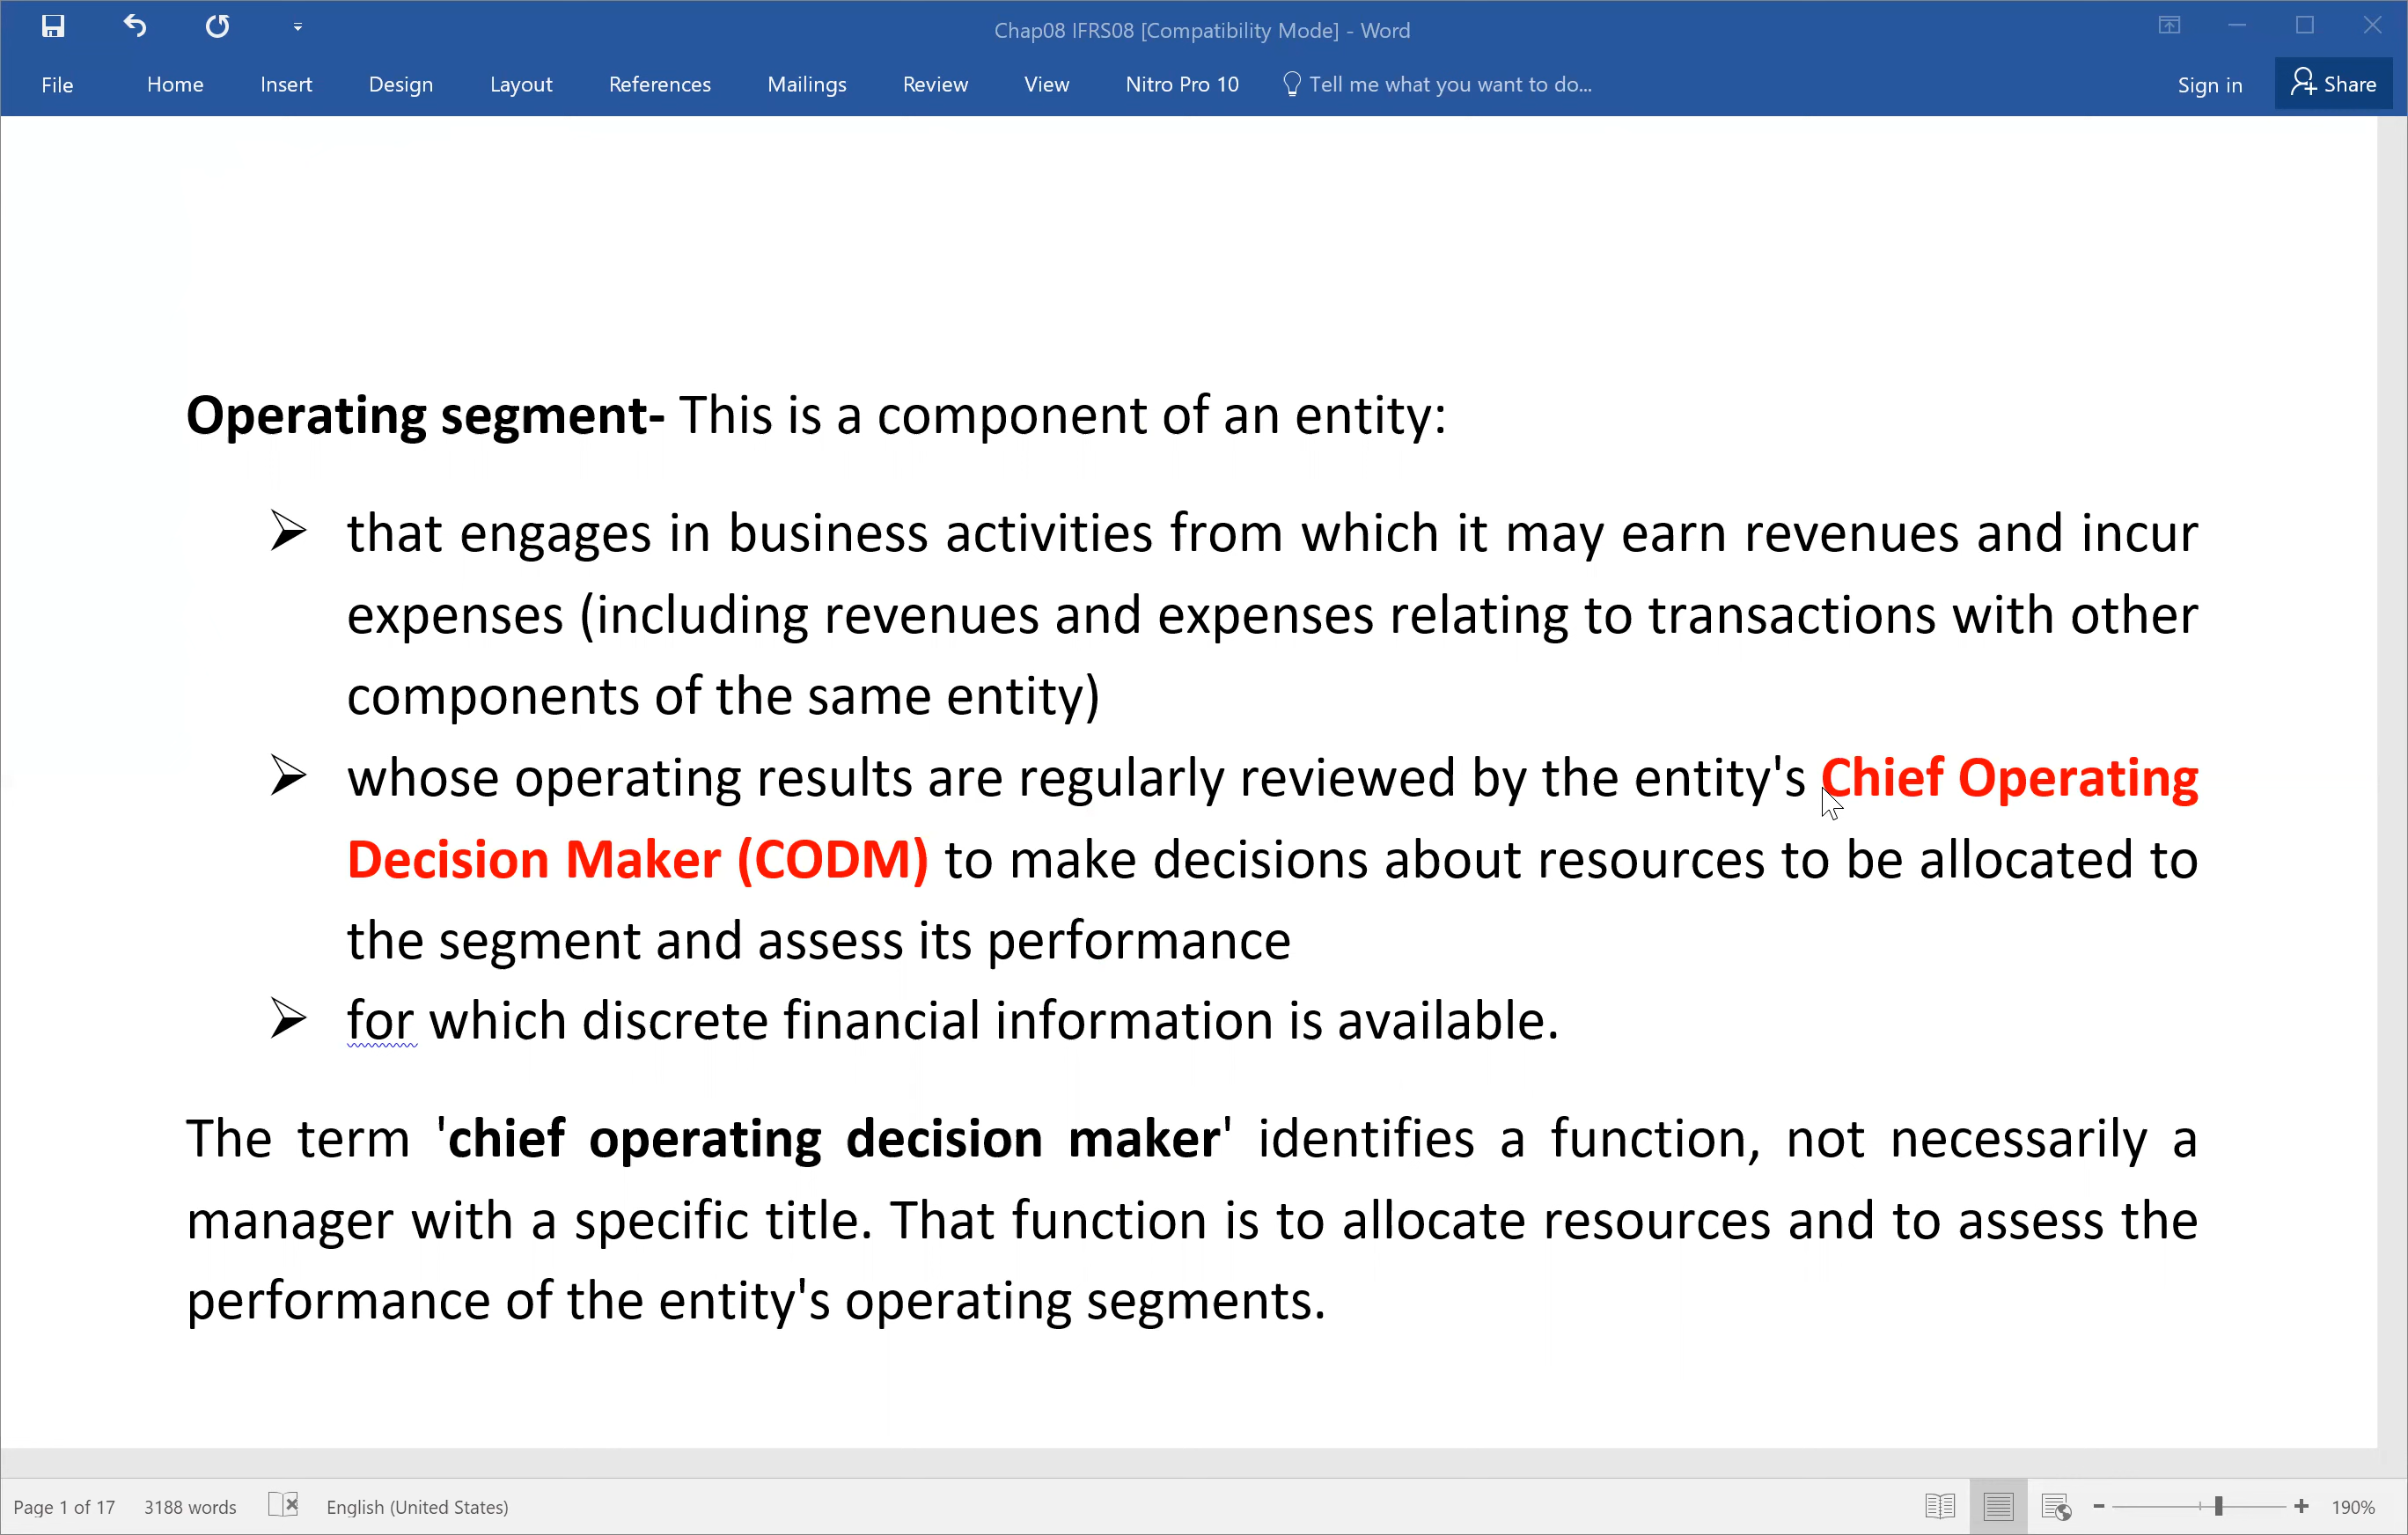 Chap08 IFRS08 [Compatibility Mode] - Word
File Home Insert Design Layout References Mailings Review View Nitro Pro 10 Tell me what you want to do... Sign in Share
Operating segment- This is a component of an entity:
➢ that engages in business activities from which it may earn revenues and incur
expenses (including revenues and expenses relating to transactions with other
components of the same entity)
➢ whose operating results are regularly reviewed by the entity's Chief Operating
Decision Maker (CODM) to make decisions about resources to be allocated to
the segment and assess its performance
➢ for which discrete financial information is available.
The term 'chief operating decision maker' identifies a function, not necessarily a
manager with a specific title. That function is to allocate resources and to assess the
performance of the entity's operating segments.
Page 1 of 17 3188 words English (United States) 190%